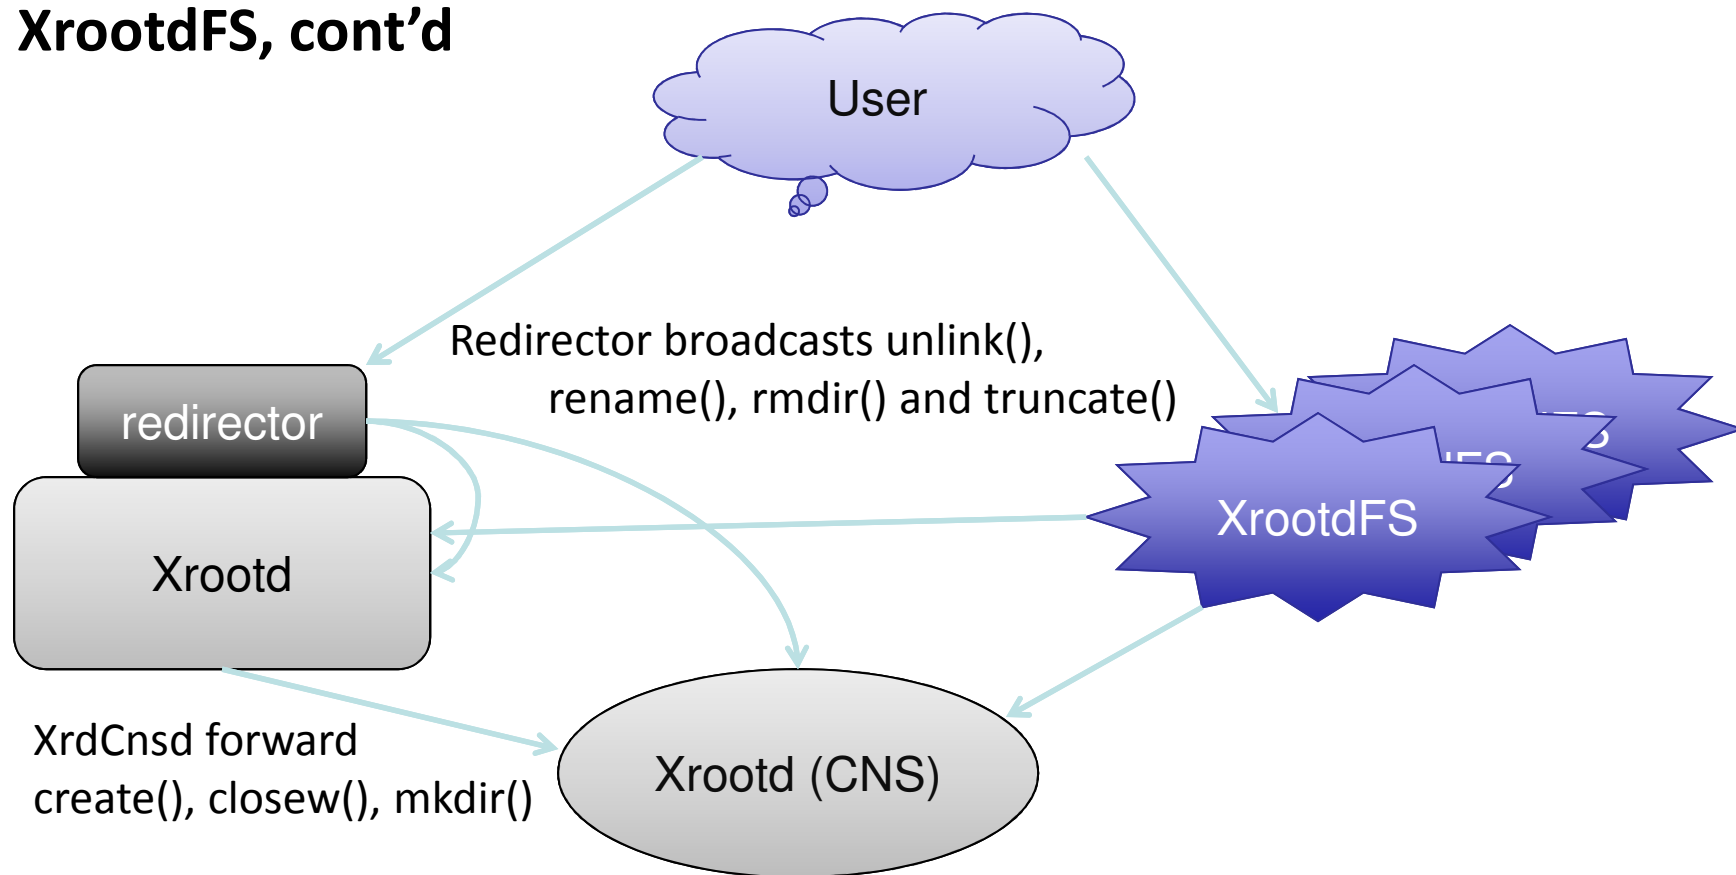 XrootdFS, cont’d
User
Redirector broadcasts unlink(),
rename(), rmdir() and truncate()
redirector
XrootdFS
Xrootd
XrdCnsd forward
create(), closew(), mkdir()
Xrootd (CNS)